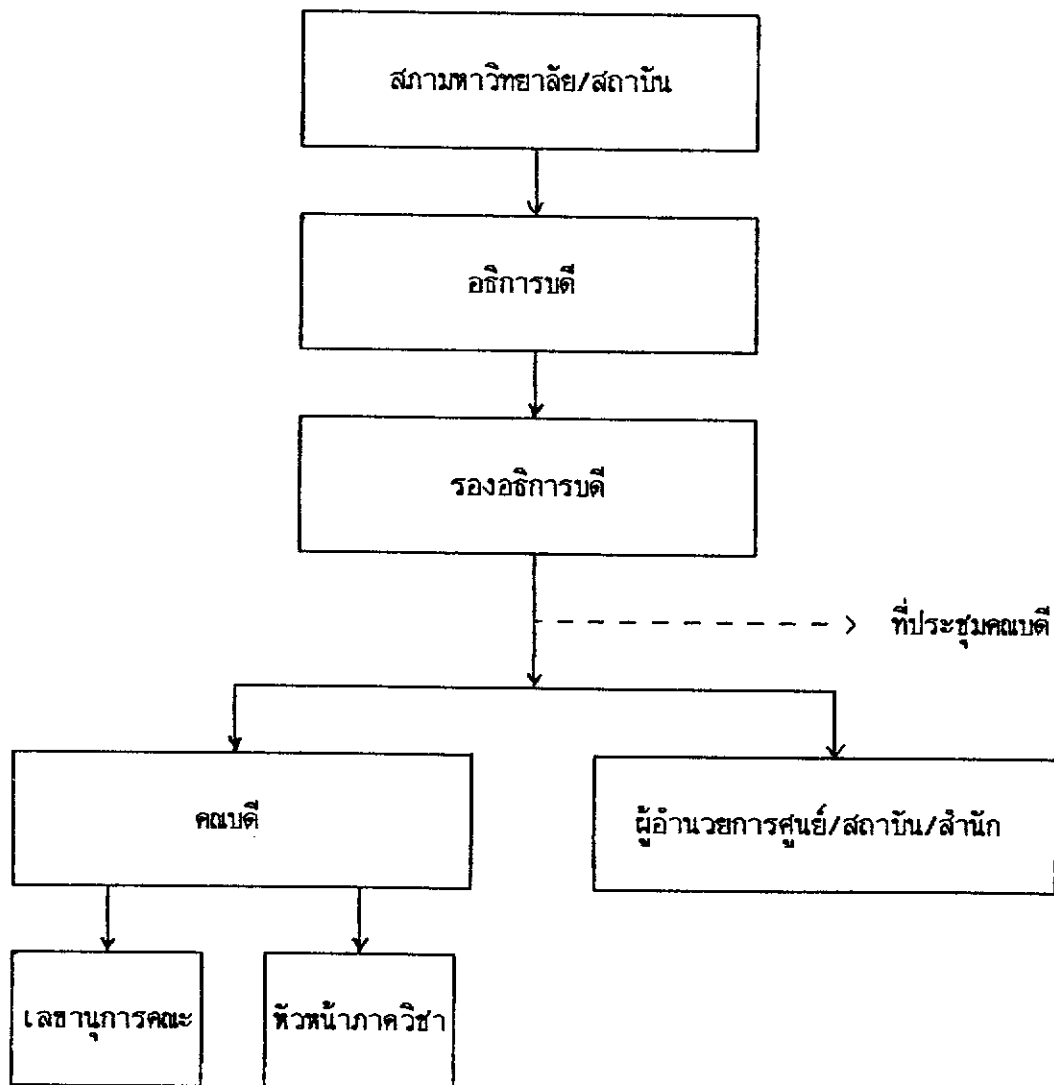 สภามหาวิทยาลัย/สถาบัน
อธิการบดี
รองอธิการบดี
ที่ประชุมคณบดี
คณบดี
ผู้อำนวยการศูนย์/สถาบัน/สำนัก
เลขานุการคณะ
หัวหน้าภาควิชา